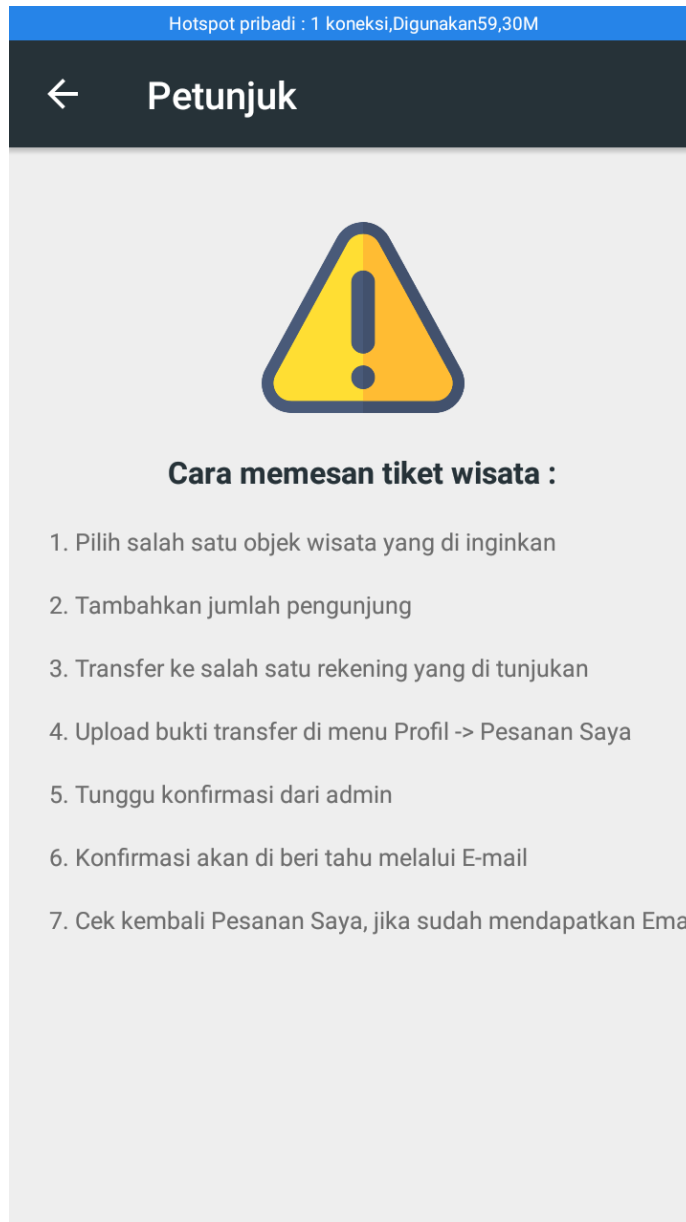 Hotspot pribadi : 1 koneksi,Digunakan59,30M
Petunjuk
Cara memesan tiket wisata :
1. Pilih salah satu objek wisata yang di inginkan
2. Tambahkan jumlah pengunjung
3. Transfer ke salah satu rekening yang di tunjukan
4. Upload bukti transfer di menu Profil -> Pesanan Saya
5. Tunggu konfirmasi dari admin
6. Konfirmasi akan di beri tahu melalui E-mail
7. Cek kembali Pesanan Saya, jika sudah mendapatkan Ema